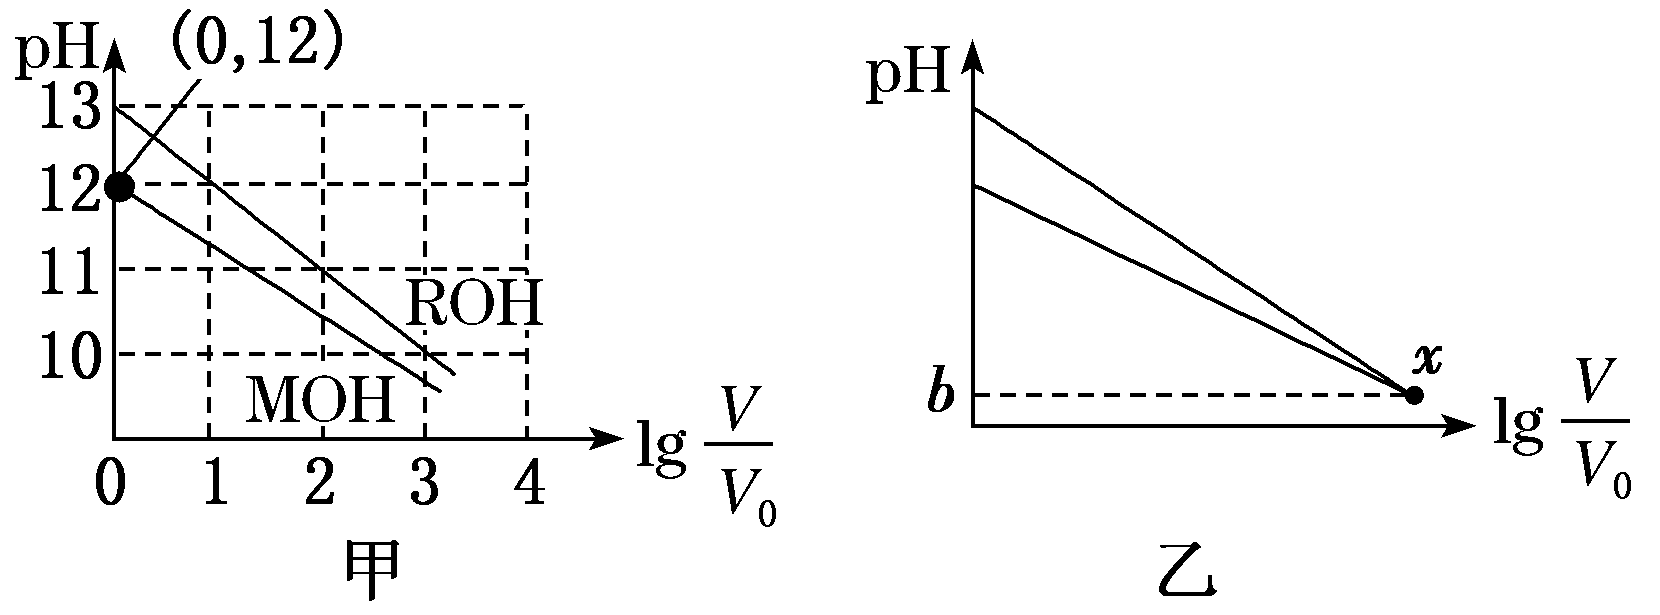 pH
(0,12)
13
12
11
10
ROH
MOH
0 1 2 3 4
lg V/V₀
甲
pH
b
x
lg V/V₀
乙